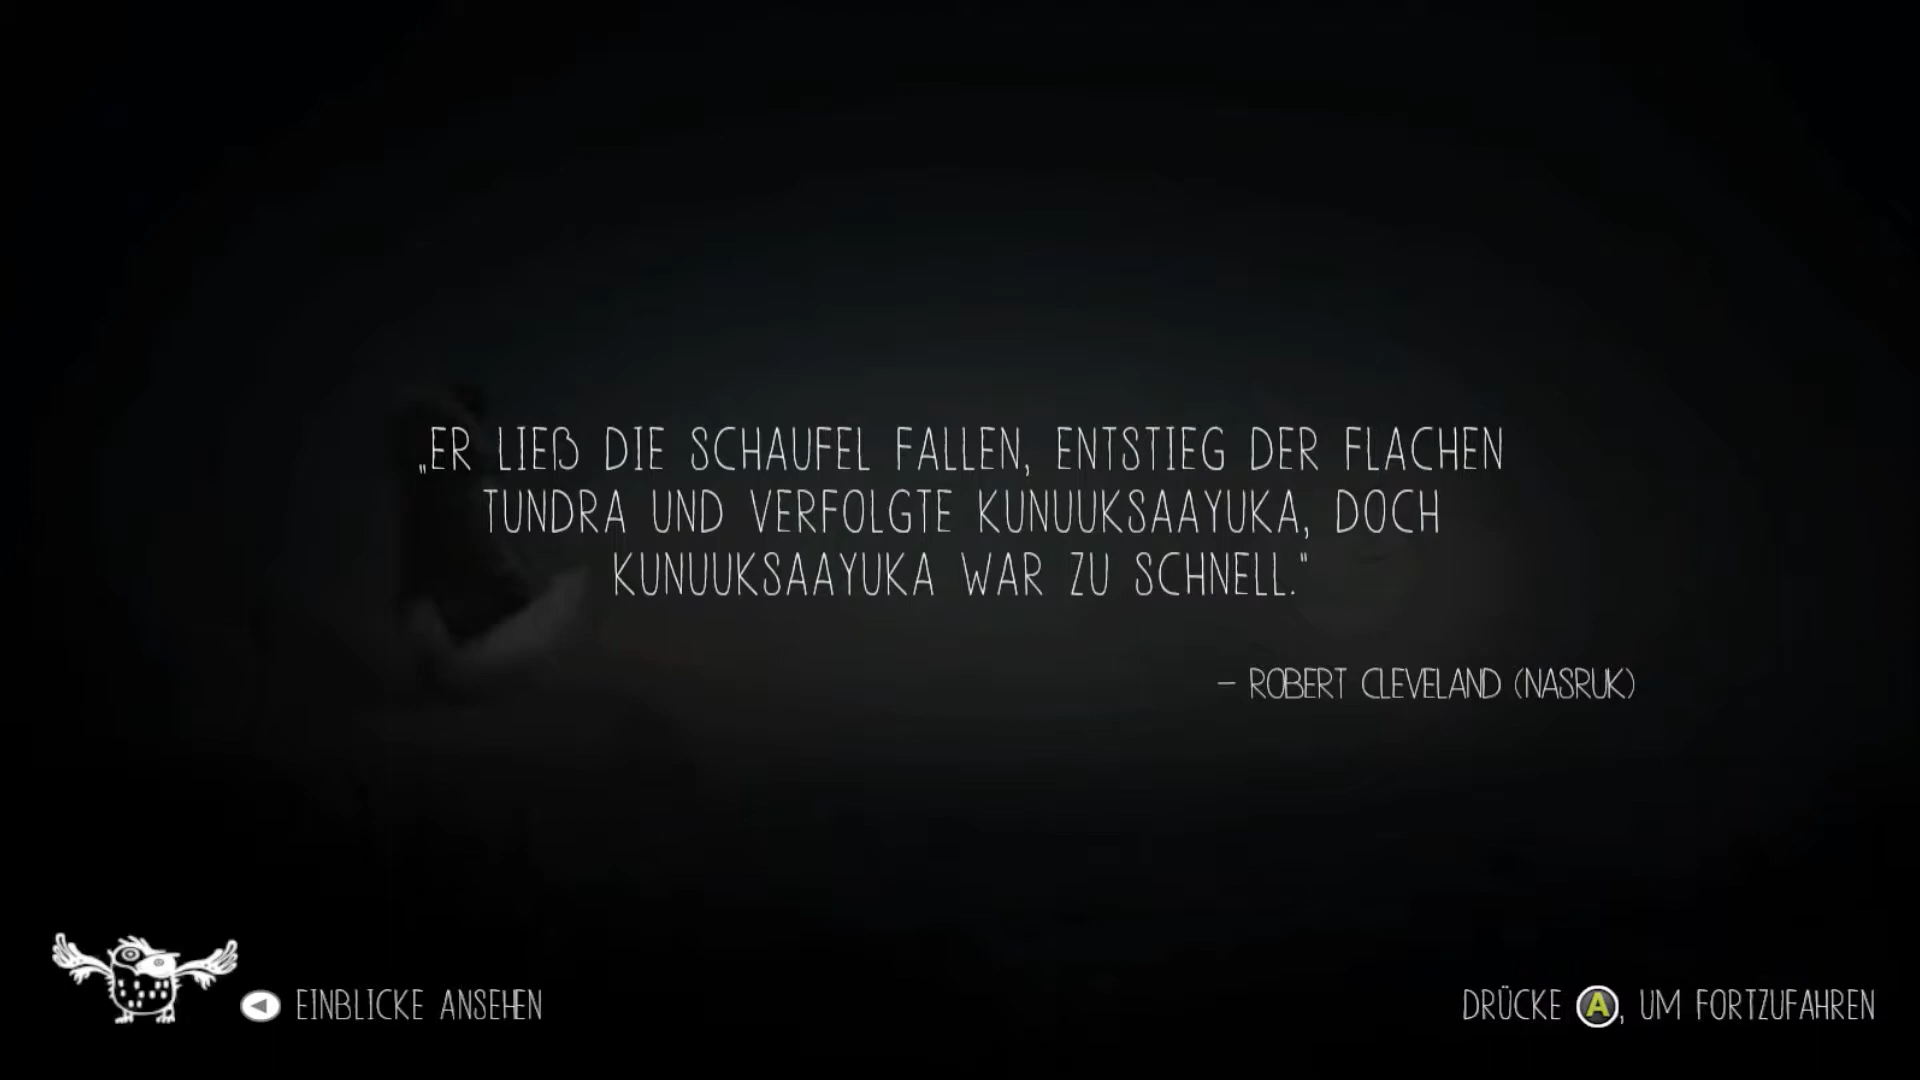 „ER LIEß DIE SCHAUFEL FALLEN, ENTSTIEG DER FLACHEN
TUNDRA UND VERFOLGTE KUNUUKSAAYUKA, DOCH
KUNUUKSAAYUKA WAR ZU SCHNELL."
– ROBERT CLEVELAND (NASRUK)
EINBLICKE ANSEHEN
DRÜCKE A, UM FORTZUFAHREN